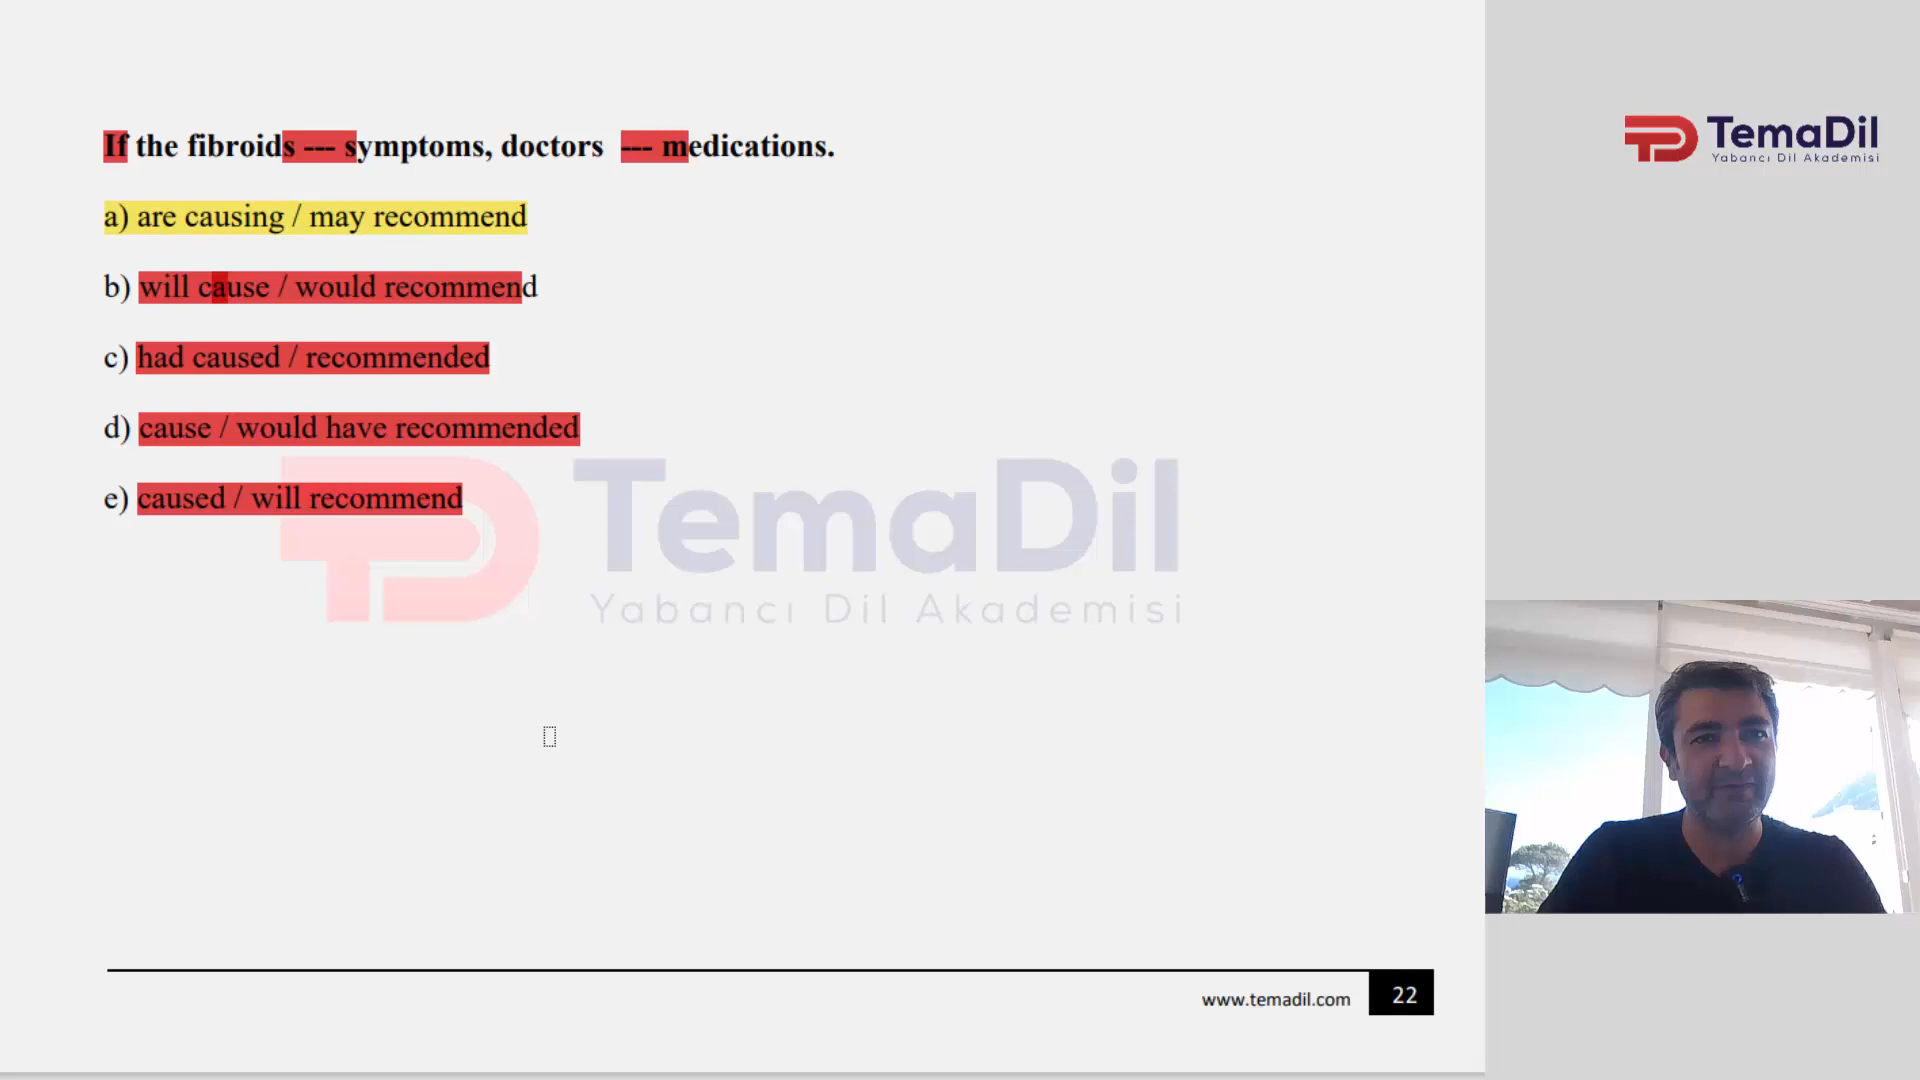 If the fibroids --- symptoms, doctors --- medications.
a) are causing / may recommend
b) will cause / would recommend
c) had caused / recommended
d) cause / would have recommended
e) caused / will recommend
TemaDil
Yabancı Dil Akademisi
www.temadil.com
22
TemaDil
Yabancı Dil Akademisi